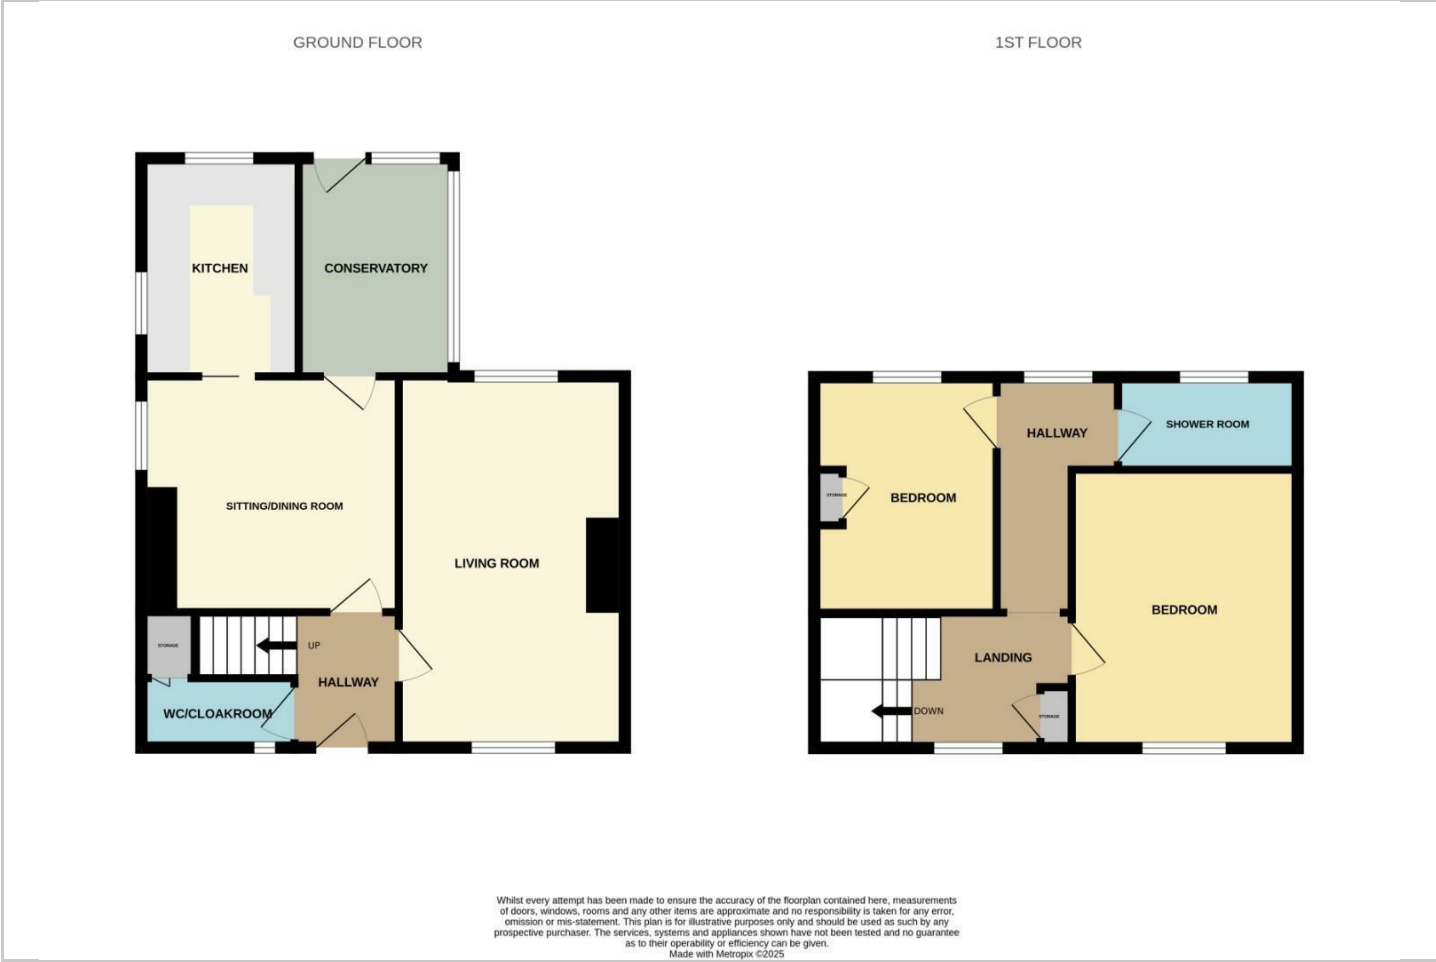 GROUND FLOOR
1ST FLOOR
KITCHEN
CONSERVATORY
SITTING/DINING ROOM
LIVING ROOM
STORAGE
UP
HALLWAY
WC/CLOAKROOM
HALLWAY
SHOWER ROOM
STORAGE
BEDROOM
BEDROOM
LANDING
DOWN
STORAGE
Whilst every attempt has been made to ensure the accuracy of the floorplan contained here, measurements
of doors, windows, rooms and any other items are approximate and no responsibility is taken for any error,
omission or mis-statement. This plan is for illustrative purposes only and should be used as such by any
prospective purchaser. The services, systems and appliances shown have not been tested and no guarantee
as to their operability or efficiency can be given.
Made with Metropix ©2025